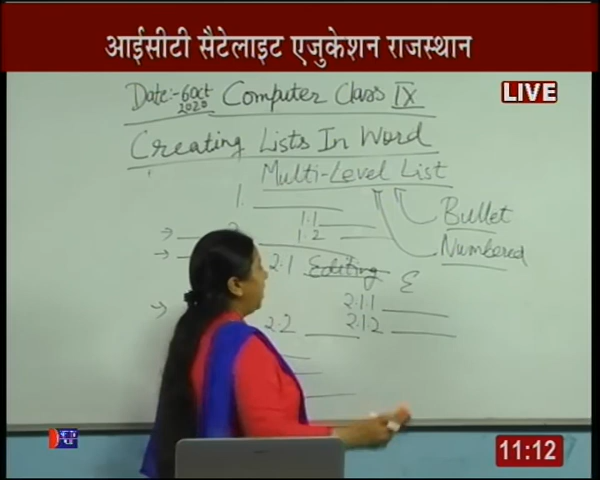 आईसीटी सैटेलाइट एजुकेशन राजस्थान
LIVE
Date:- 6 Oct 2020 Computer Class IX
Creating Lists In Word
Multi-Level List
1.
1.1
1.2
Bullet
Numbered
2.1 Editing
E
2.1.1
2.2
2.1.2
11:12